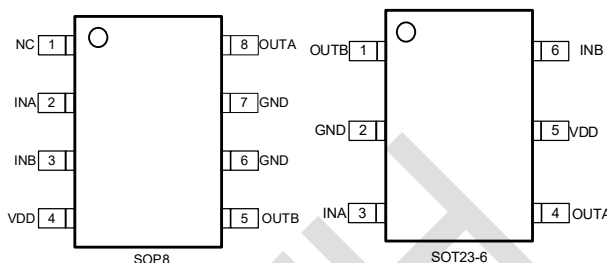 NC 1 8 OUTA
INA 2 7 GND
INB 3 6 GND
VDD 4 5 OUTB
SOP8
OUTB 1 6 INB
GND 2 5 VDD
INA 3 4 OUTA
SOT23-6